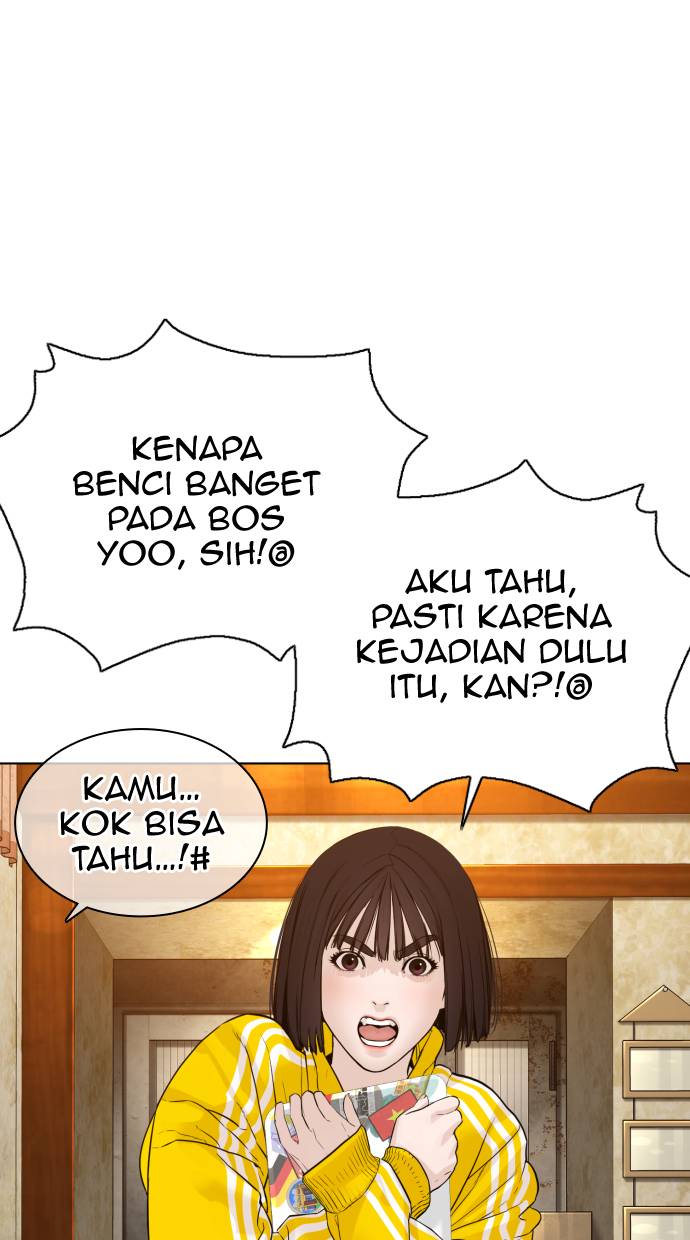 KENAPA
BENCI BANGET
PADA BOS
YOO, SIH!@
AKU TAHU,
PASTI KARENA
KEJADIAN DULU
ITU, KAN?!@
KAMU...
KOK BISA
TAHU...!#